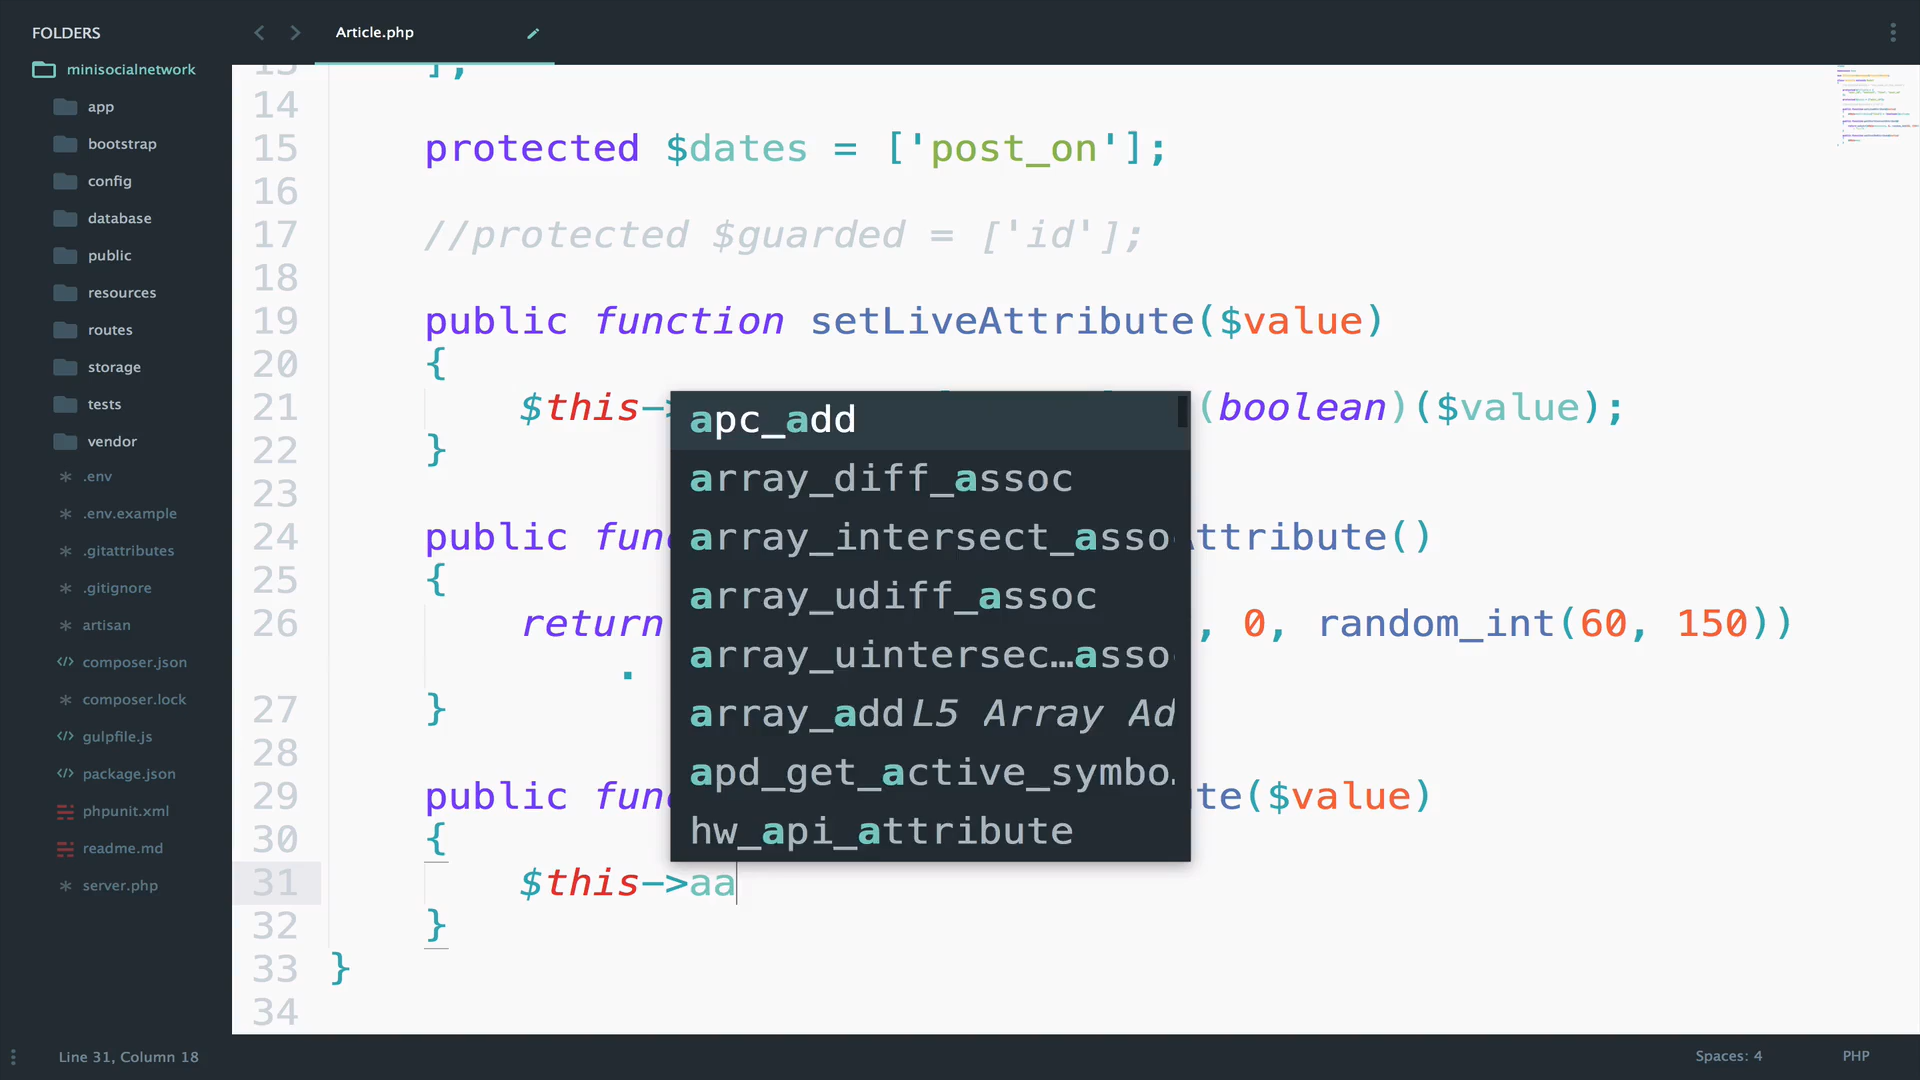 FOLDERS
minisocialnetwork
app
bootstrap
config
database
public
resources
routes
storage
tests
vendor
.env
.env.example
.gitattributes
.gitignore
artisan
composer.json
composer.lock
gulpfile.js
package.json
phpunit.xml
readme.md
server.php
Article.php
13 ];
14
15 protected $dates = ['post_on'];
16
17 //protected $guarded = ['id'];
18
19 public function setLiveAttribute($value)
20 {
21 $this-> (boolean)($value);
22 }
23
24 public func ttribute()
25 {
26 return , 0, random_int(60, 150))
.
27 }
28
29 public func te($value)
30 {
31 $this->aa
32 }
33 }
34
apc_add
array_diff_assoc
array_intersect_asso
array_udiff_assoc
array_uintersec…asso
array_add L5 Array Ad
apd_get_active_symbo
hw_api_attribute
Line 31, Column 18
Spaces: 4
PHP